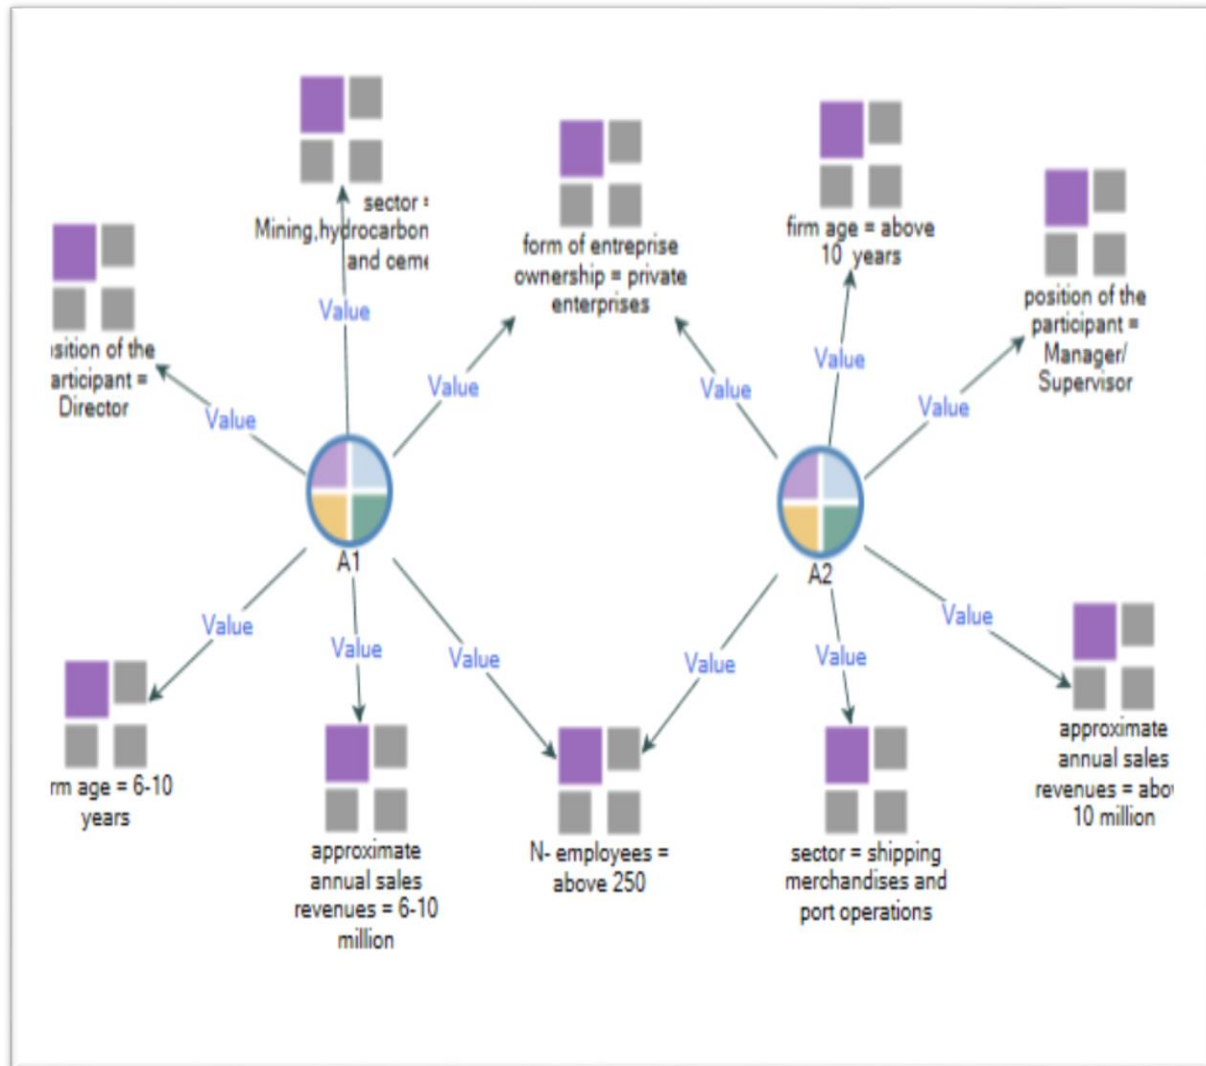 sector =
Mining,hydrocarbon
and ceme
form of entreprise
ownership = private
enterprises
firm age = above
10 years
position of the
participant =
Manager/
Supervisor
sition of the
articipant =
Director
Value
Value
Value
Value
Value
Value
A1
A2
Value
Value
Value
Value
Value
Value
rm age = 6-10
years
approximate
annual sales
revenues = 6-10
million
N- employees =
above 250
sector = shipping
merchandises and
port operations
approximate
annual sales
revenues = abov
10 million